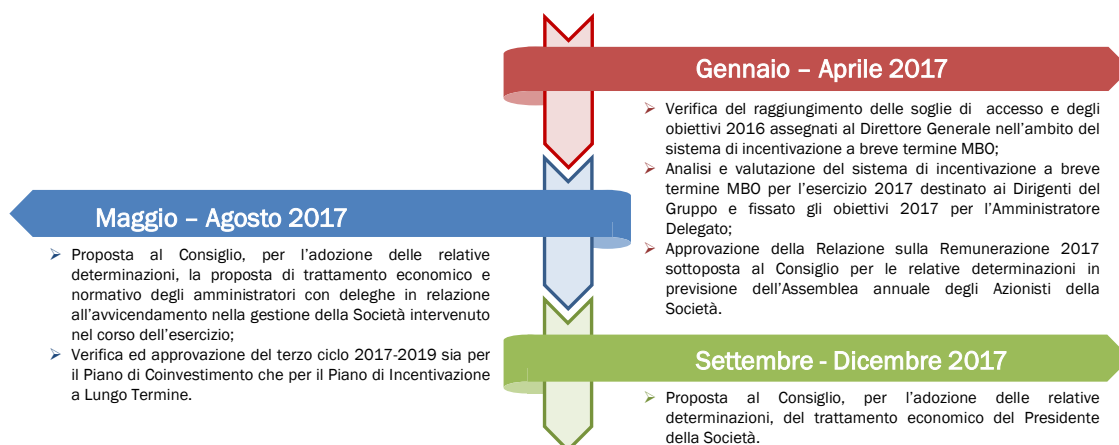 Gennaio – Aprile 2017
➢ Verifica del raggiungimento delle soglie di accesso e degli
obiettivi 2016 assegnati al Direttore Generale nell'ambito del
sistema di incentivazione a breve termine MBO;
➢ Analisi e valutazione del sistema di incentivazione a breve
termine MBO per l'esercizio 2017 destinato ai Dirigenti del
Gruppo e fissato gli obiettivi 2017 per l'Amministratore
Delegato;
➢ Approvazione della Relazione sulla Remunerazione 2017
sottoposta al Consiglio per le relative determinazioni in
previsione dell'Assemblea annuale degli Azionisti della
Società.
Maggio – Agosto 2017
➢ Proposta al Consiglio, per l'adozione delle relative
determinazioni, la proposta di trattamento economico e
normativo degli amministratori con deleghe in relazione
all'avvicendamento nella gestione della Società intervenuto
nel corso dell'esercizio;
➢ Verifica ed approvazione del terzo ciclo 2017-2019 sia per
il Piano di Coinvestimento che per il Piano di Incentivazione
a Lungo Termine.
Settembre - Dicembre 2017
➢ Proposta al Consiglio, per l'adozione delle relative
determinazioni, del trattamento economico del Presidente
della Società.